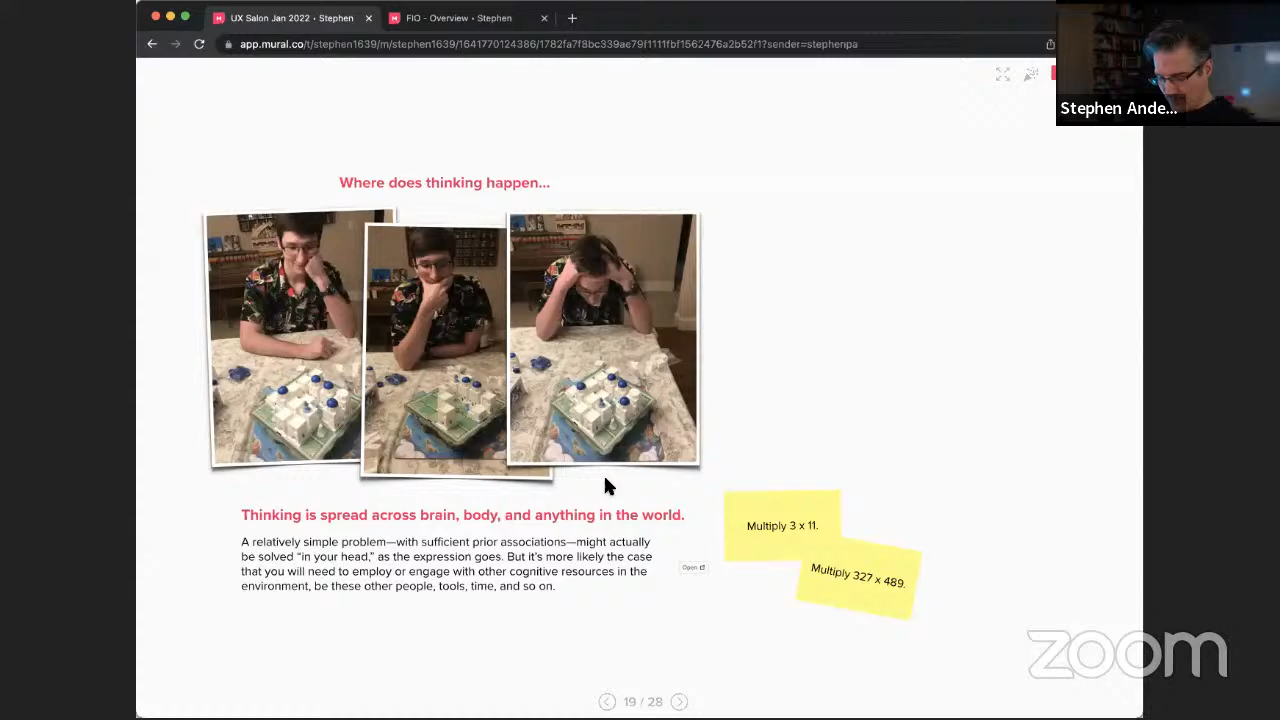 UX Salon Jan 2022 • Stephen
FIO - Overview • Stephen
app.mural.co/t/stephen1639/m/stephen1639/1641770124386/1782fa7f8bc339ae79f1111fbf1562476a2b52f1?sender=stephenpa
Stephen Ande...
Where does thinking happen...
Thinking is spread across brain, body, and anything in the world.
A relatively simple problem—with sufficient prior associations—might actually
be solved “in your head,” as the expression goes. But it’s more likely the case
that you will need to employ or engage with other cognitive resources in the
environment, be these other people, tools, time, and so on.
Open
Multiply 3 x 11.
Multiply 327 x 489.
zoom
19 / 28